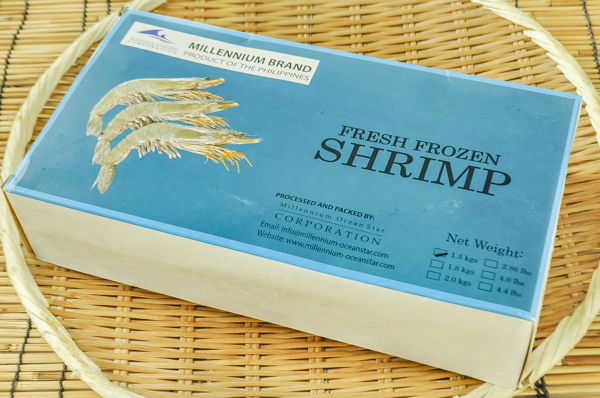 MILLENNIUM BRAND
PRODUCT OF THE PHILIPPINES
FRESH FROZEN
SHRIMP
PROCESSED AND PACKED BY:
Millennium Ocean Star
CORPORATION
Email: info@millennium-oceanstar.com
Website: www.millennium-oceanstar.com
Net Weight:
1.3 kgs 2.86 lbs
1.8 kgs 4.0 lbs
2.0 kgs 4.4 lbs